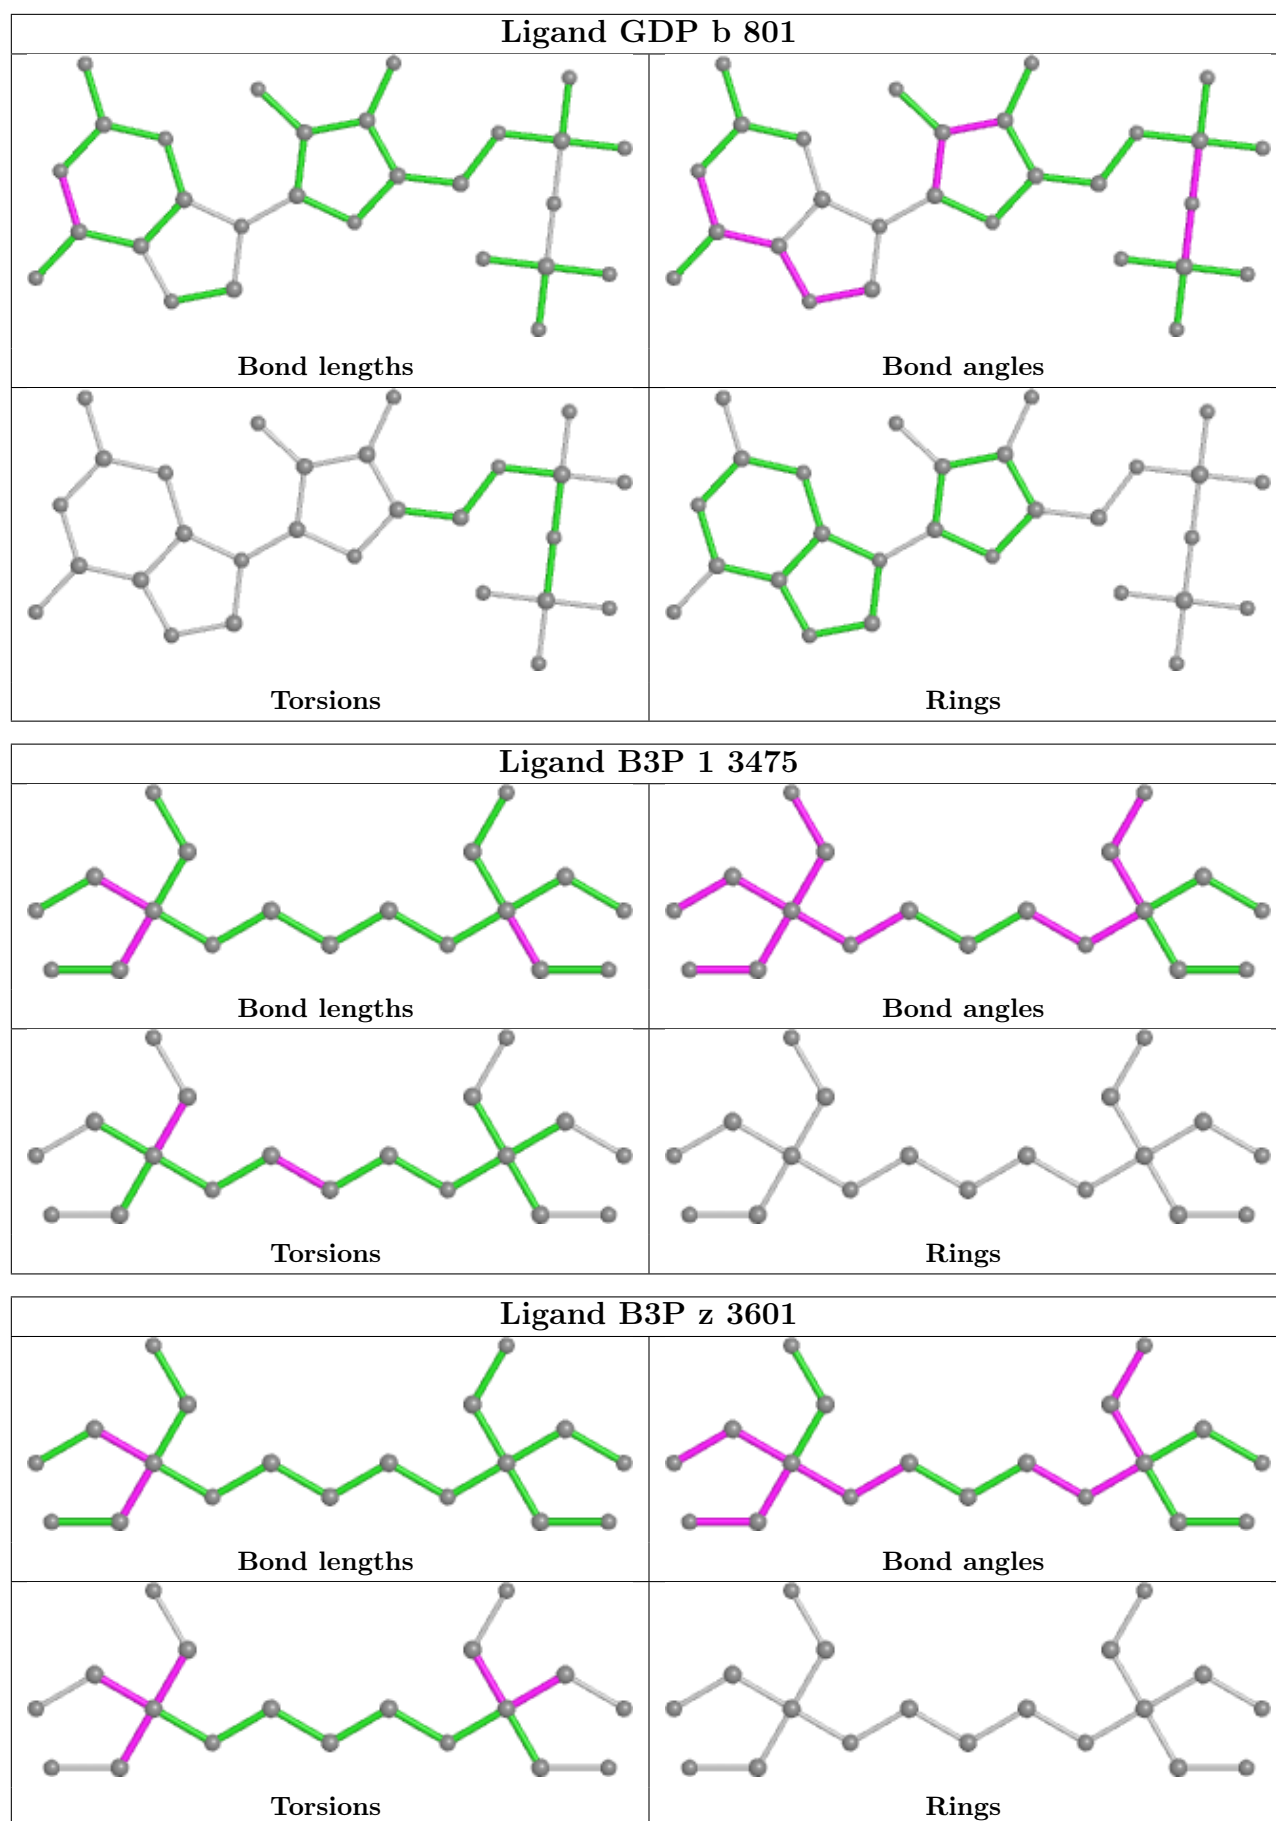 Ligand GDP b 801
Bond lengths
Bond angles
Torsions
Rings
Ligand B3P 1 3475
Bond lengths
Bond angles
Torsions
Rings
Ligand B3P z 3601
Bond lengths
Bond angles
Torsions
Rings